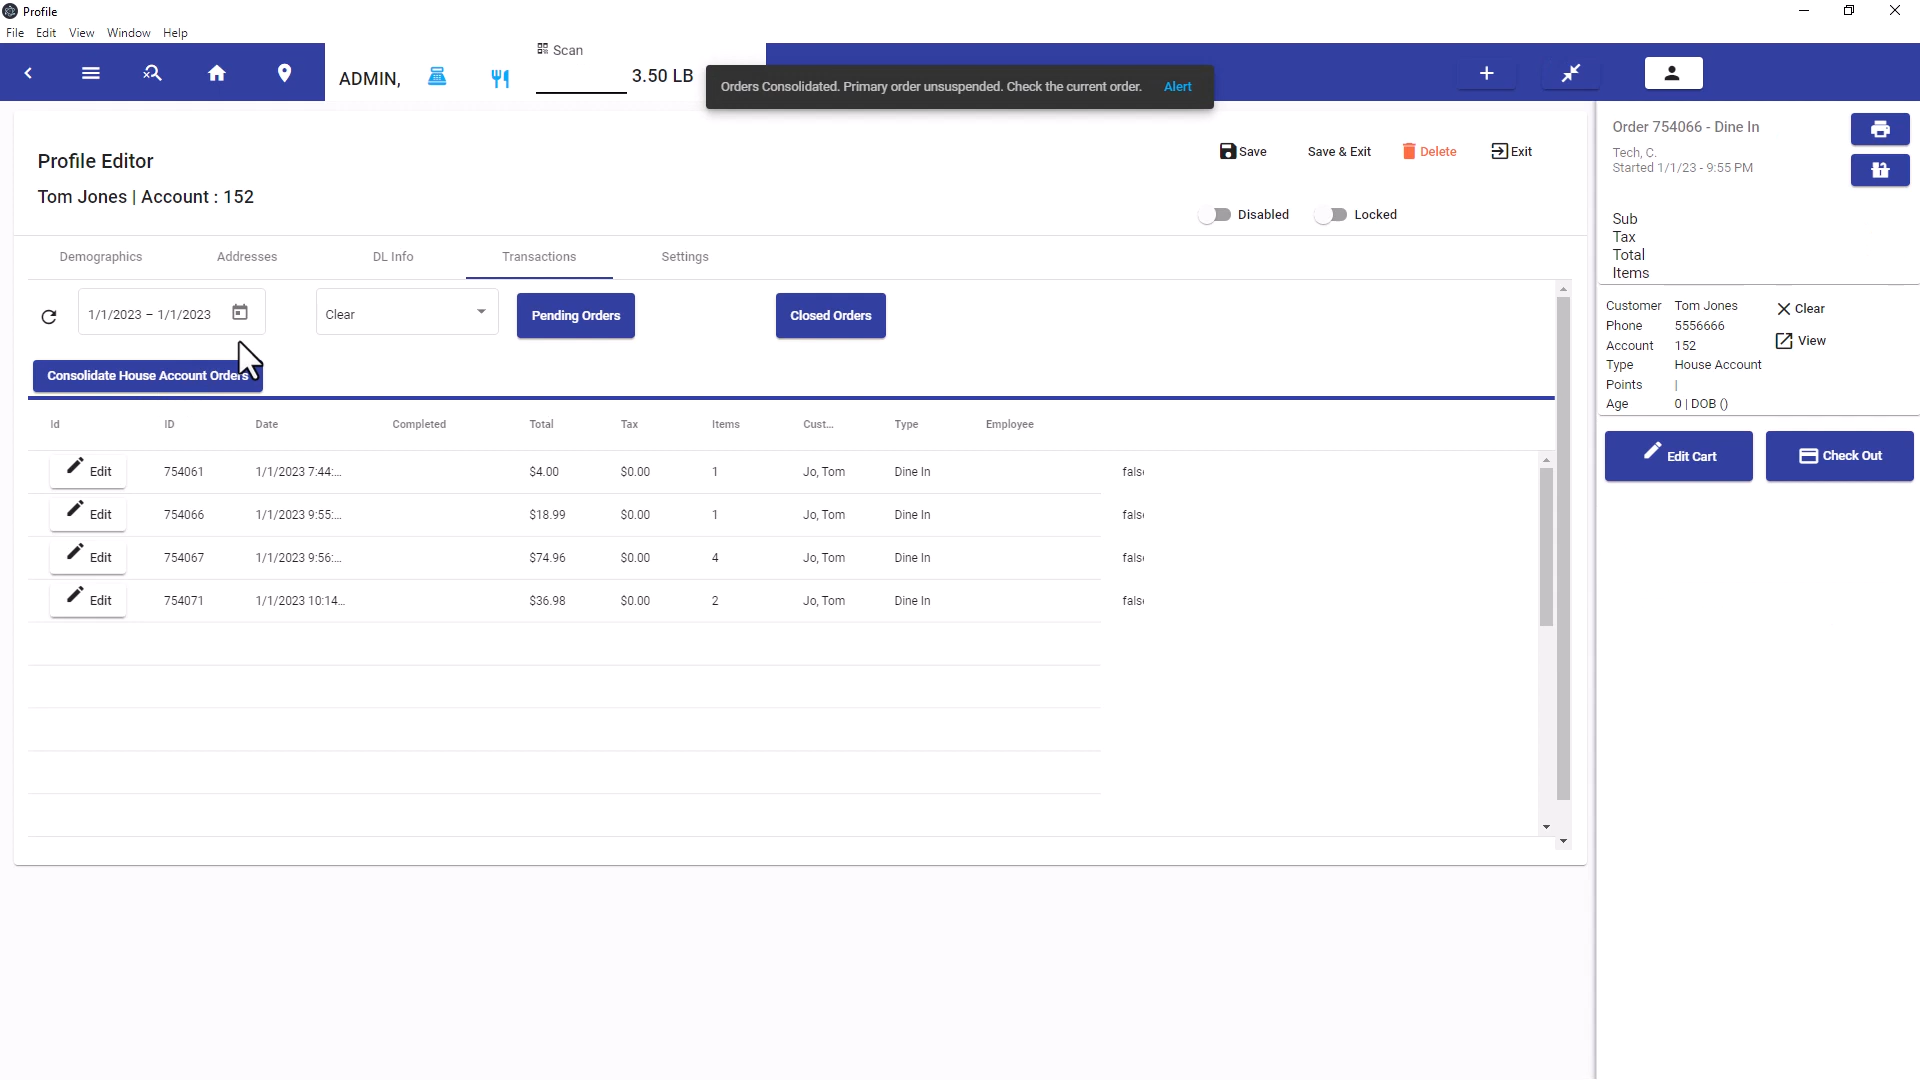 Profile
File Edit View Window Help
Scan
ADMIN,
3.50 LB
Orders Consolidated. Primary order unsuspended. Check the current order. Alert
Profile Editor
Tom Jones | Account : 152
Save Save & Exit Delete Exit
Disabled Locked
Demographics Addresses DL Info Transactions Settings
1/1/2023 – 1/1/2023 Clear Pending Orders Closed Orders
Consolidate House Account Orders
Id ID Date Completed Total Tax Items Cust... Type Employee
Edit 754061 1/1/2023 7:44:... $4.00 $0.00 1 Jo, Tom Dine In fals
Edit 754066 1/1/2023 9:55:... $18.99 $0.00 1 Jo, Tom Dine In fals
Edit 754067 1/1/2023 9:56:... $74.96 $0.00 4 Jo, Tom Dine In fals
Edit 754071 1/1/2023 10:14... $36.98 $0.00 2 Jo, Tom Dine In fals
Order 754066 - Dine In
Tech, C.
Started 1/1/23 - 9:55 PM
Sub
Tax
Total
Items
Customer Tom Jones Clear
Phone 5556666
Account 152 View
Type House Account
Points |
Age 0 | DOB ()
Edit Cart Check Out